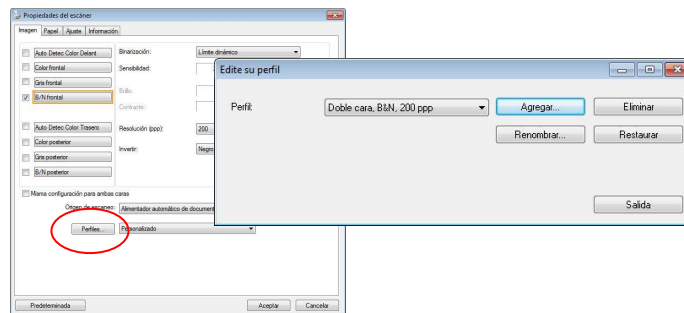 Propiedades del escáner
Imagen Papel Ajuste Información
Auto Detec Color Delant
Color frontal
Gris frontal
B/N frontal
Auto Detec Color Trasero
Color posterior
Gris posterior
B/N posterior
Binarización: Límite dinámico
Sensibilidad:
Brillo:
Contraste:
Resolución (ppp): 200
Invertir: Negro
Misma configuración para ambas caras
Origen de escaneo: Alimentador automático de document
Perfiles... Personalizado
Predeterminada Aceptar Cancelar
Edite su perfil
Perfil: Doble cara, B&N, 200 ppp Agregar... Eliminar
Renombrar... Restaurar
Salida